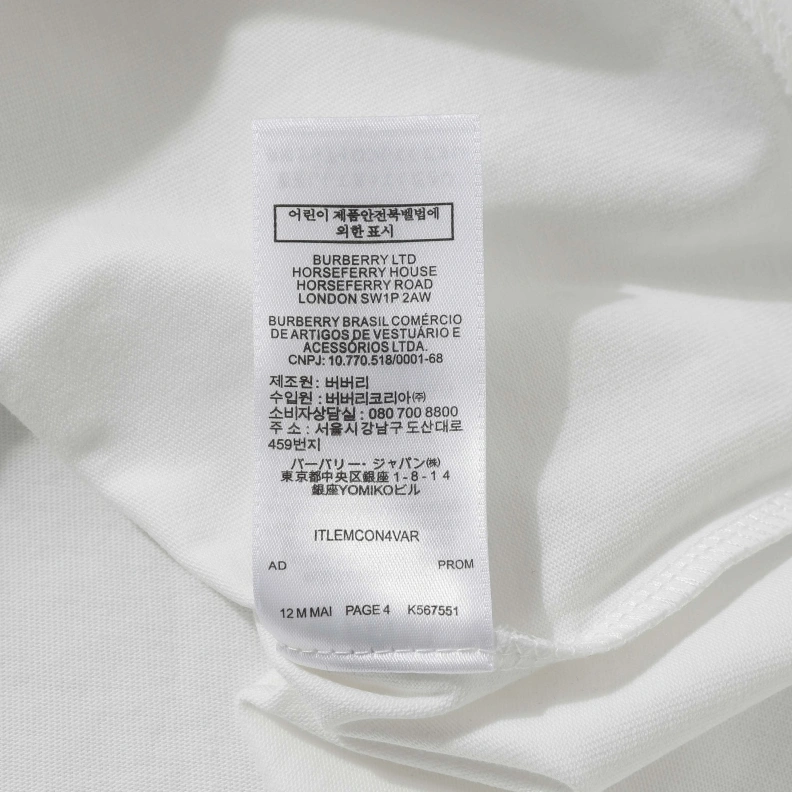 어린이 제품안전특별법에
의한 표시
BURBERRY LTD
HORSEFERRY HOUSE
HORSEFERRY ROAD
LONDON SW1P 2AW
BURBERRY BRASIL COMÉRCIO
DE ARTIGOS DE VESTUÁRIO E
ACESSÓRIOS LTDA.
CNPJ: 10.770.518/0001-68
제조원 : 버버리
수입원 : 버버리코리아㈜
소비자상담실 : 080 700 8800
주 소 : 서울시 강남구 도산대로
459번지
バーバリー・ジャパン㈱
東京都中央区銀座 1 - 8 - 1 4
銀座YOMIKOビル
ITLEMCON4VAR
AD PROM
12 M MAI PAGE 4 K567551